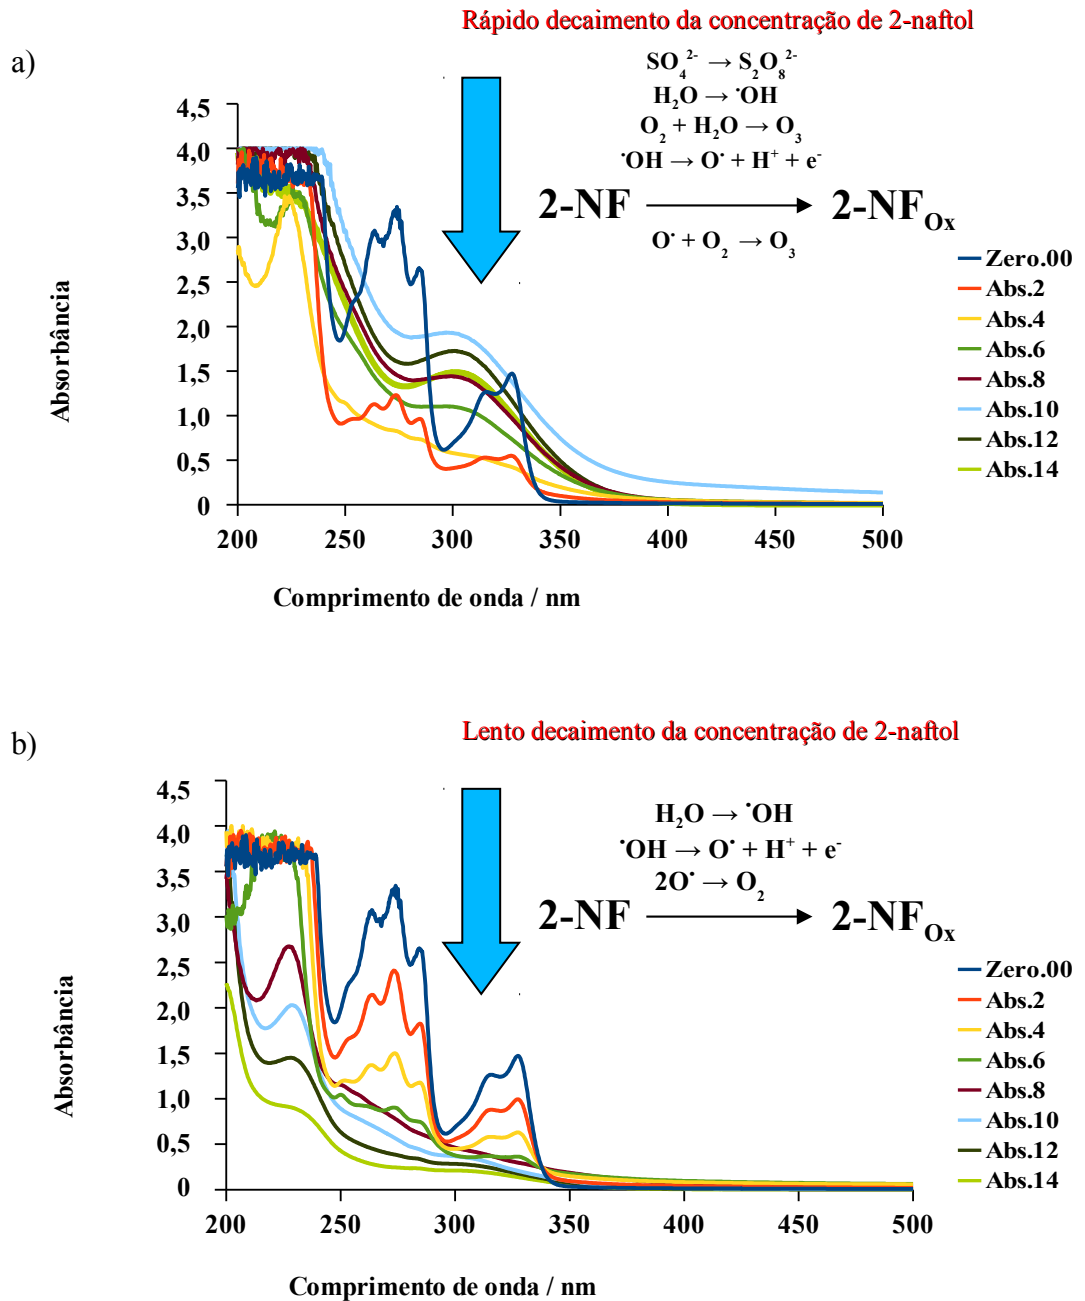 Rápido decaimento da concentração de 2-naftol
a)
SO₄²⁻ → S₂O₈²⁻
H₂O → ˙OH
O₂ + H₂O → O₃
˙OH → O˙ + H⁺ + e⁻
2-NF → 2-NF_Ox
O˙ + O₂ → O₃
Absorbância
4,5
4,0
3,5
3,0
2,5
2,0
1,5
1,0
0,5
0
200 250 300 350 400 450 500
Comprimento de onda / nm
Zero.00
Abs.2
Abs.4
Abs.6
Abs.8
Abs.10
Abs.12
Abs.14
Lento decaimento da concentração de 2-naftol
b)
H₂O → ˙OH
˙OH → O˙ + H⁺ + e⁻
2O˙ → O₂
2-NF → 2-NF_Ox
Absorbância
4,5
4,0
3,5
3,0
2,5
2,0
1,5
1,0
0,5
0
200 250 300 350 400 450 500
Comprimento de onda / nm
Zero.00
Abs.2
Abs.4
Abs.6
Abs.8
Abs.10
Abs.12
Abs.14